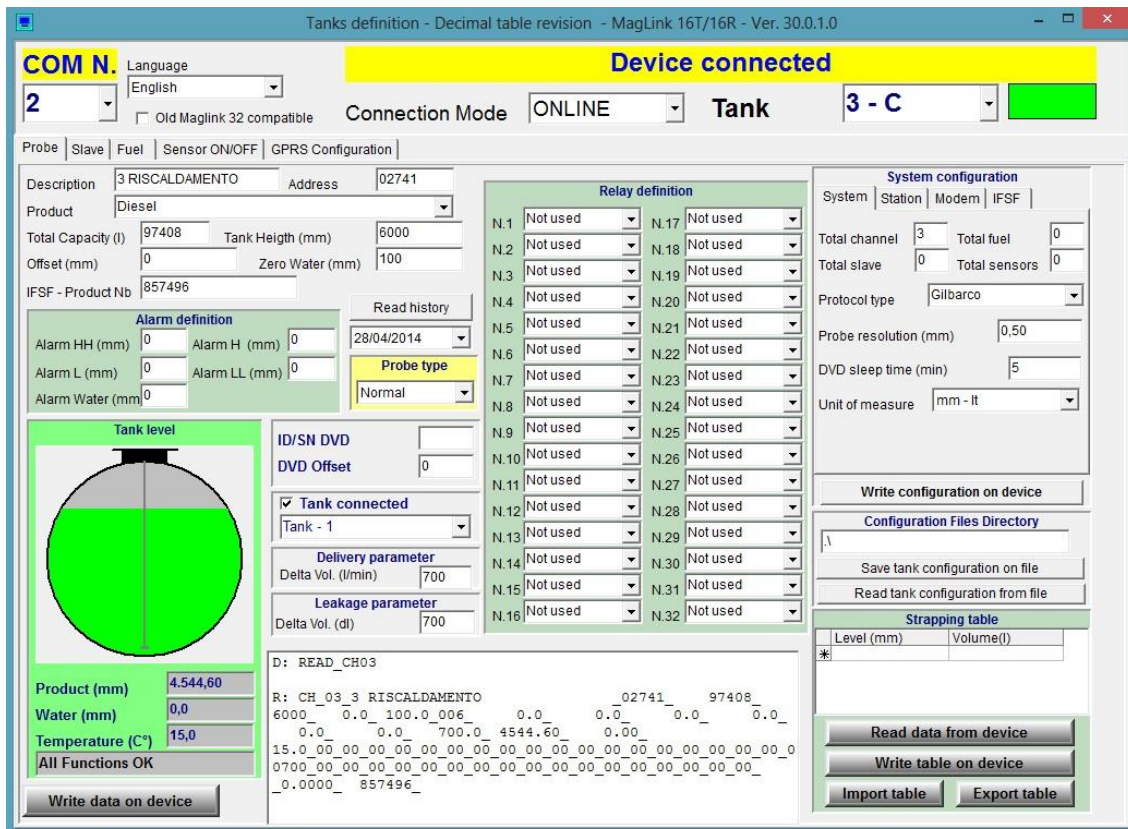 Tanks definition - Decimal table revision - MagLink 16T/16R - Ver. 30.0.1.0
COM N.
Language
English
Device connected
2
Old Maglink 32 compatible
Connection Mode
ONLINE
Tank
3 - C
Probe Slave Fuel Sensor ON/OFF GPRS Configuration
Description 3 RISCALDAMENTO Address 02741
Product Diesel
Total Capacity (l) 97408 Tank Heigth (mm) 6000
Offset (mm) 0 Zero Water (mm) 100
IFSF - Product Nb 857496
Alarm definition
Alarm HH (mm) 0 Alarm H (mm) 0
Alarm L (mm) 0 Alarm LL (mm) 0
Alarm Water (mm 0
Read history
28/04/2014
Probe type
Normal
Tank level
Product (mm) 4.544,60
Water (mm) 0,0
Temperature (C°) 15,0
All Functions OK
Write data on device
ID/SN DVD
DVD Offset 0
Tank connected
Tank - 1
Delivery parameter
Delta Vol. (l/min) 700
Leakage parameter
Delta Vol. (dl) 700
Relay definition
N.1 Not used N.17 Not used
N.2 Not used N.18 Not used
N.3 Not used N.19 Not used
N.4 Not used N.20 Not used
N.5 Not used N.21 Not used
N.6 Not used N.22 Not used
N.7 Not used N.23 Not used
N.8 Not used N.24 Not used
N.9 Not used N.25 Not used
N.10 Not used N.26 Not used
N.11 Not used N.27 Not used
N.12 Not used N.28 Not used
N.13 Not used N.29 Not used
N.14 Not used N.30 Not used
N.15 Not used N.31 Not used
N.16 Not used N.32 Not used
D: READ_CH03
R: CH_03_3 RISCALDAMENTO _02741 97408_
6000_ 0.0_ 100.0_006_ 0.0_ 0.0_ 0.0_ 0.0_
0.0_ 0.0_ 700.0_ 4544.60_ 0.00_
15.0_00_00_00_00_00_00_00_00_00_00_00_00_00_00_00_00_0
0700_00_00_00_00_00_00_00_00_00_00_00_00_00_00_00_
_0.0000_ 857496_
System configuration
System Station Modem IFSF
Total channel 3 Total fuel 0
Total slave 0 Total sensors 0
Protocol type Gilbarco
Probe resolution (mm) 0,50
DVD sleep time (min) 5
Unit of measure mm - lt
Write configuration on device
Configuration Files Directory
.\
Save tank configuration on file
Read tank configuration from file
Strapping table
Level (mm) Volume(l)
Read data from device
Write table on device
Import table Export table